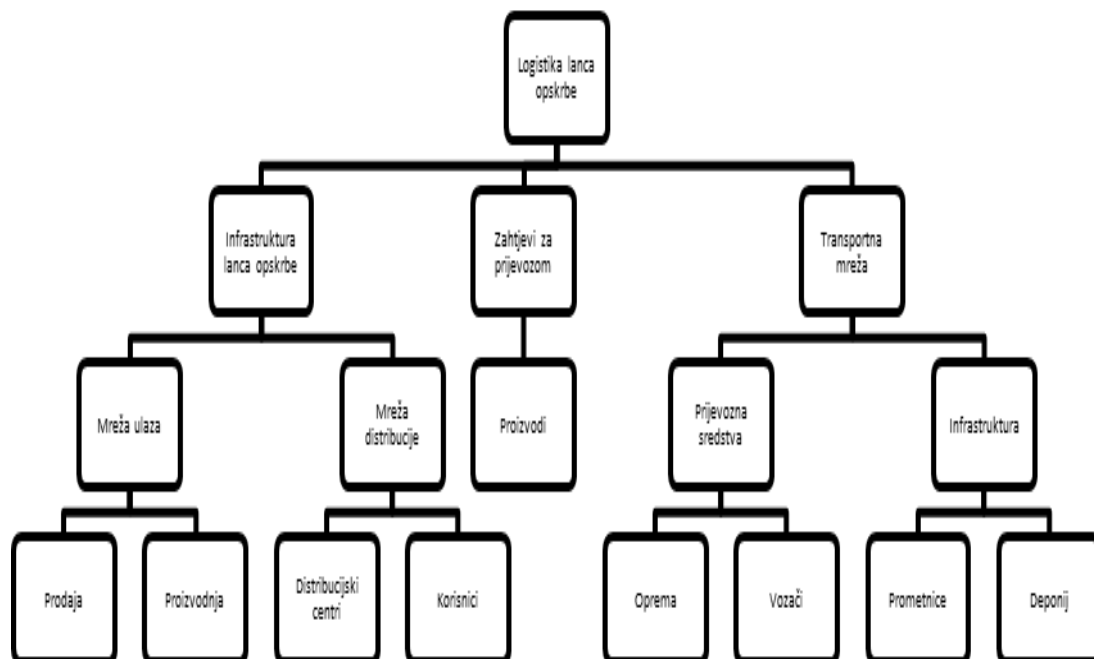 Logistika lanca
opskrbe
Infrastruktura
lanca opskrbe
Zahtjevi za
prijevozom
Transportna
mreža
Mreža ulaza
Mreža
distribucije
Proizvodi
Prijevozna
sredstva
Infrastruktura
Prodaja
Proizvodnja
Distribucijski
centri
Korisnici
Oprema
Vozači
Prometnice
Deponij